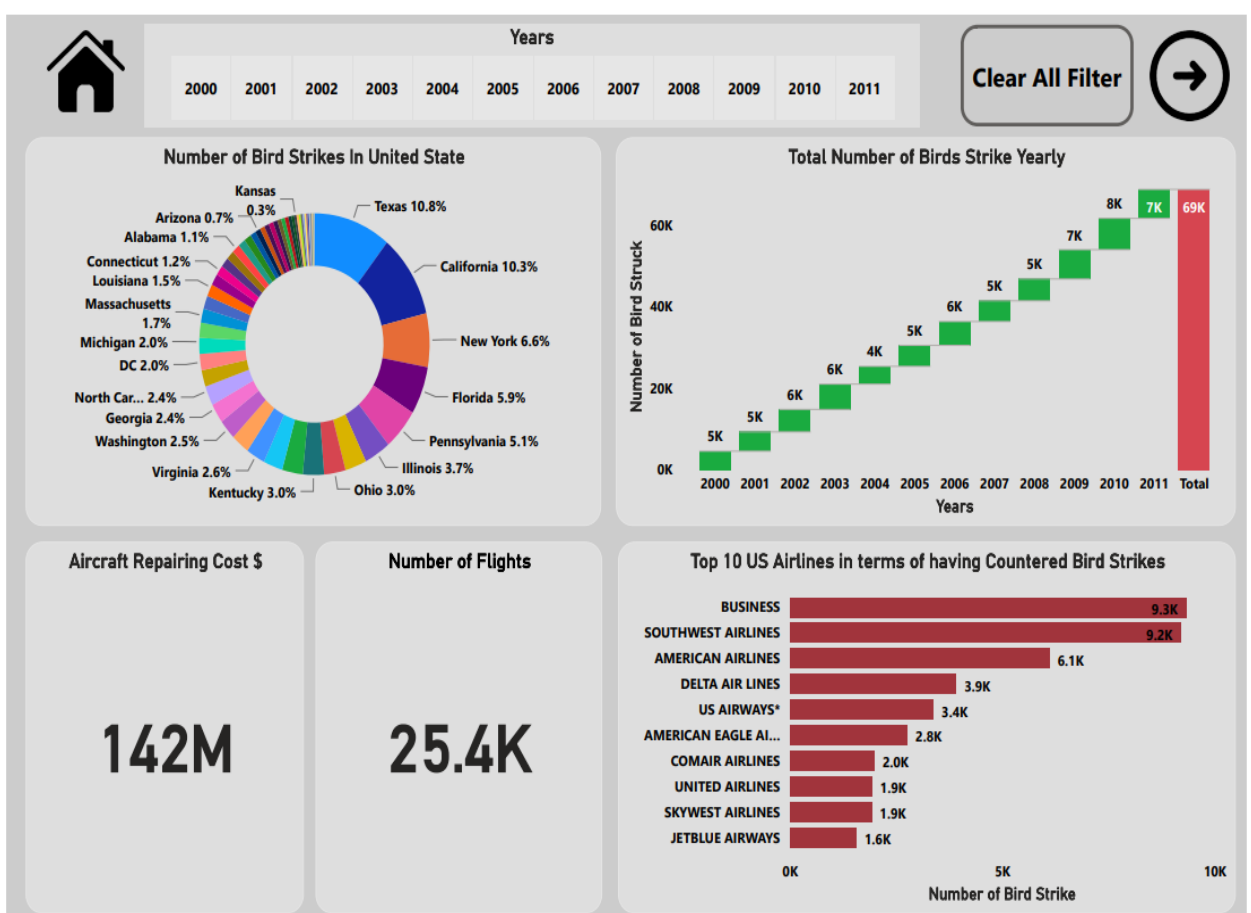 Years
2000 2001 2002 2003 2004 2005 2006 2007 2008 2009 2010 2011
Clear All Filter
Number of Bird Strikes In United State
Kansas
0.3%
Texas 10.8%
Arizona 0.7%
Alabama 1.1%
California 10.3%
Connecticut 1.2%
Louisiana 1.5%
Massachusetts
1.7%
New York 6.6%
Michigan 2.0%
DC 2.0%
Florida 5.9%
North Car... 2.4%
Georgia 2.4%
Pennsylvania 5.1%
Washington 2.5%
Illinois 3.7%
Virginia 2.6%
Ohio 3.0%
Kentucky 3.0%
Total Number of Birds Strike Yearly
Number of Bird Struck
60K
40K
20K
0K
5K 5K 6K 6K 4K 5K 6K 5K 5K 7K 8K 7K 69K
2000 2001 2002 2003 2004 2005 2006 2007 2008 2009 2010 2011 Total
Years
Aircraft Repairing Cost $
142M
Number of Flights
25.4K
Top 10 US Airlines in terms of having Countered Bird Strikes
BUSINESS 9.3K
SOUTHWEST AIRLINES 9.2K
AMERICAN AIRLINES 6.1K
DELTA AIR LINES 3.9K
US AIRWAYS* 3.4K
AMERICAN EAGLE AI... 2.8K
COMAIR AIRLINES 2.0K
UNITED AIRLINES 1.9K
SKYWEST AIRLINES 1.9K
JETBLUE AIRWAYS 1.6K
0K 5K 10K
Number of Bird Strike